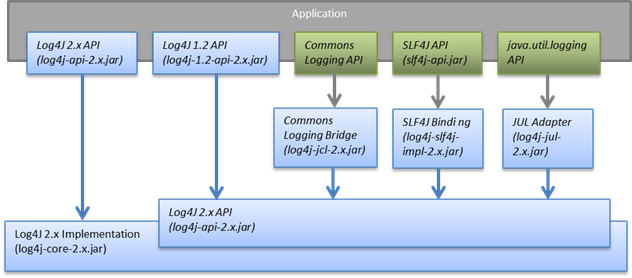 Application
Log4J 2.x API
(log4j-api-2.x.jar)
Log4J 1.2 API
(log4j-1.2-api-2.x.jar)
Commons
Logging API
SLF4J API
(slf4j-api.jar)
java.util.logging
API
Commons
Logging Bridge
(log4j-jcl-2.x.jar)
SLF4J Binding
(log4j-slf4j-
impl-2.x.jar)
JUL Adapter
(log4j-jul-
2.x.jar)
Log4J 2.x API
(log4j-api-2.x.jar)
Log4J 2.x Implementation
(log4j-core-2.x.jar)